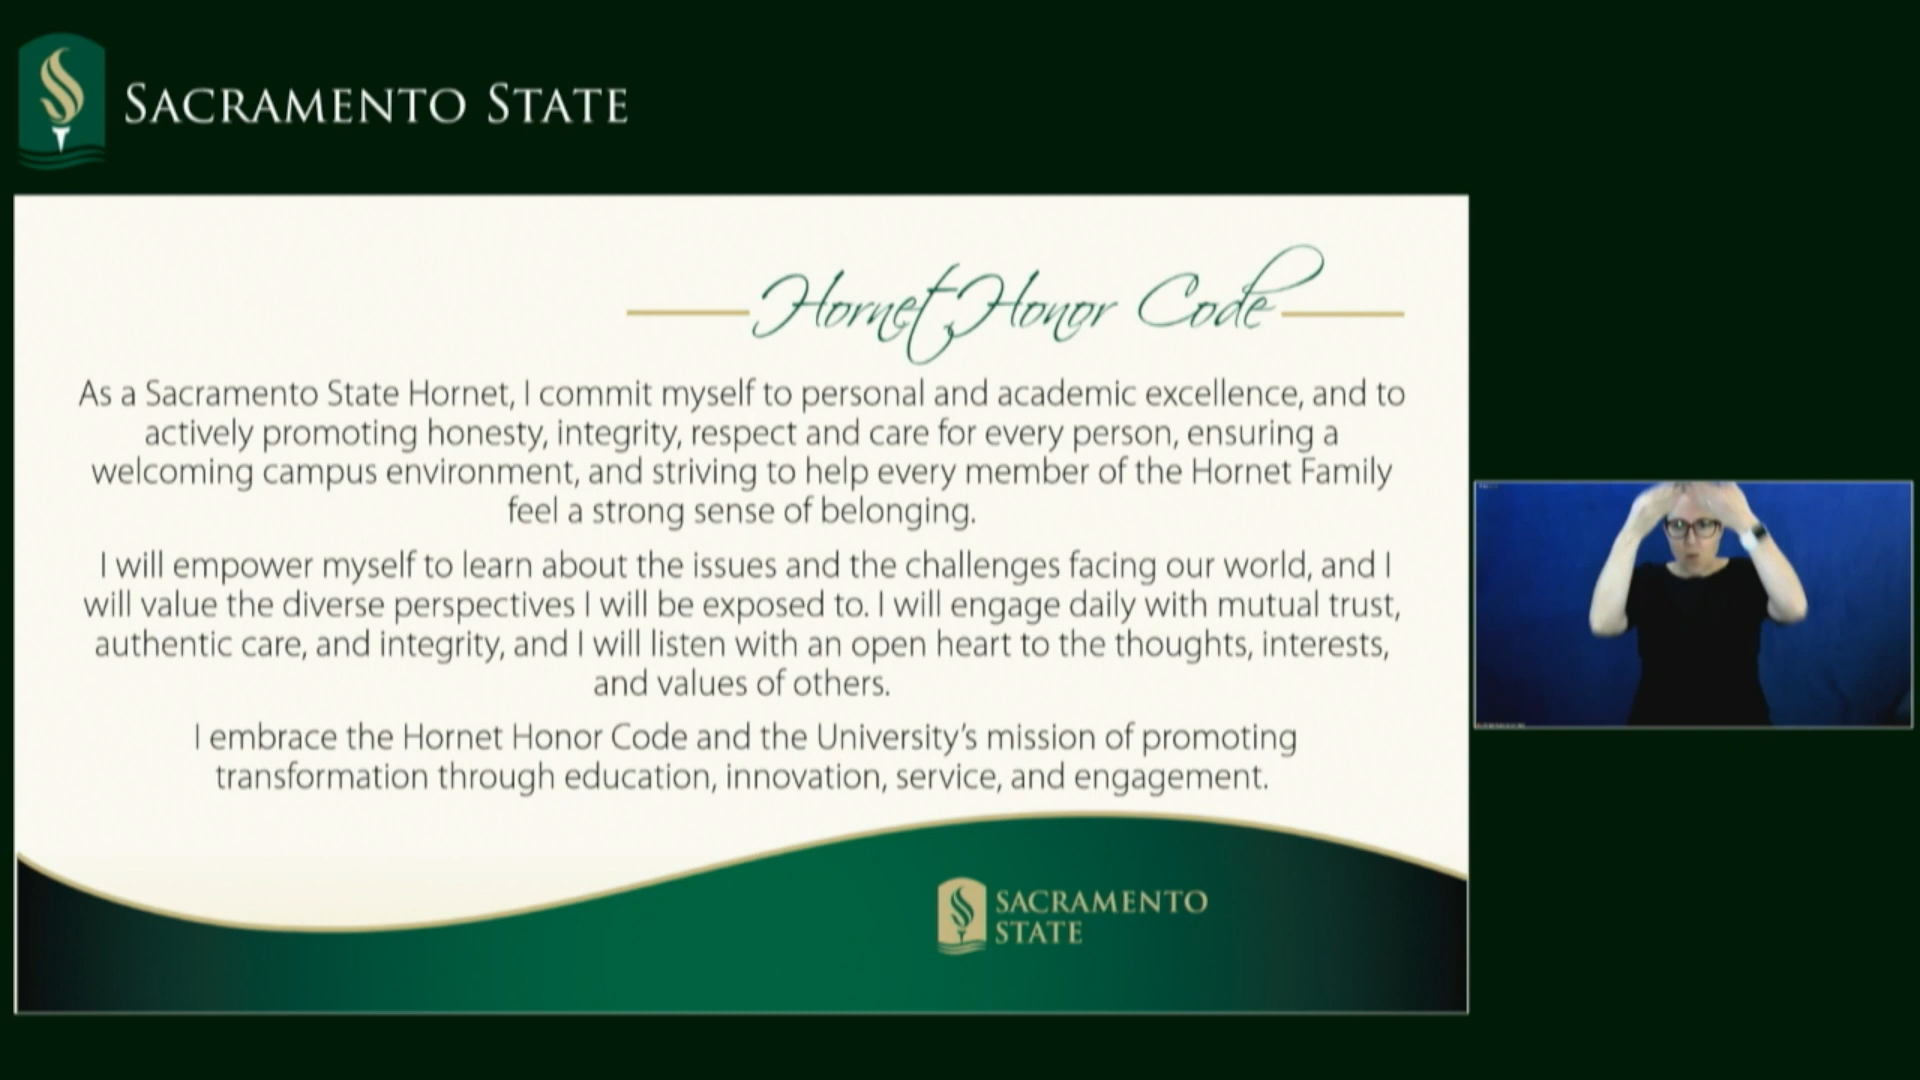 SACRAMENTO STATE
Hornet Honor Code
As a Sacramento State Hornet, I commit myself to personal and academic excellence, and to
actively promoting honesty, integrity, respect and care for every person, ensuring a
welcoming campus environment, and striving to help every member of the Hornet Family
feel a strong sense of belonging.
I will empower myself to learn about the issues and the challenges facing our world, and I
will value the diverse perspectives I will be exposed to. I will engage daily with mutual trust,
authentic care, and integrity, and I will listen with an open heart to the thoughts, interests,
and values of others.
I embrace the Hornet Honor Code and the University’s mission of promoting
transformation through education, innovation, service, and engagement.
SACRAMENTO
STATE